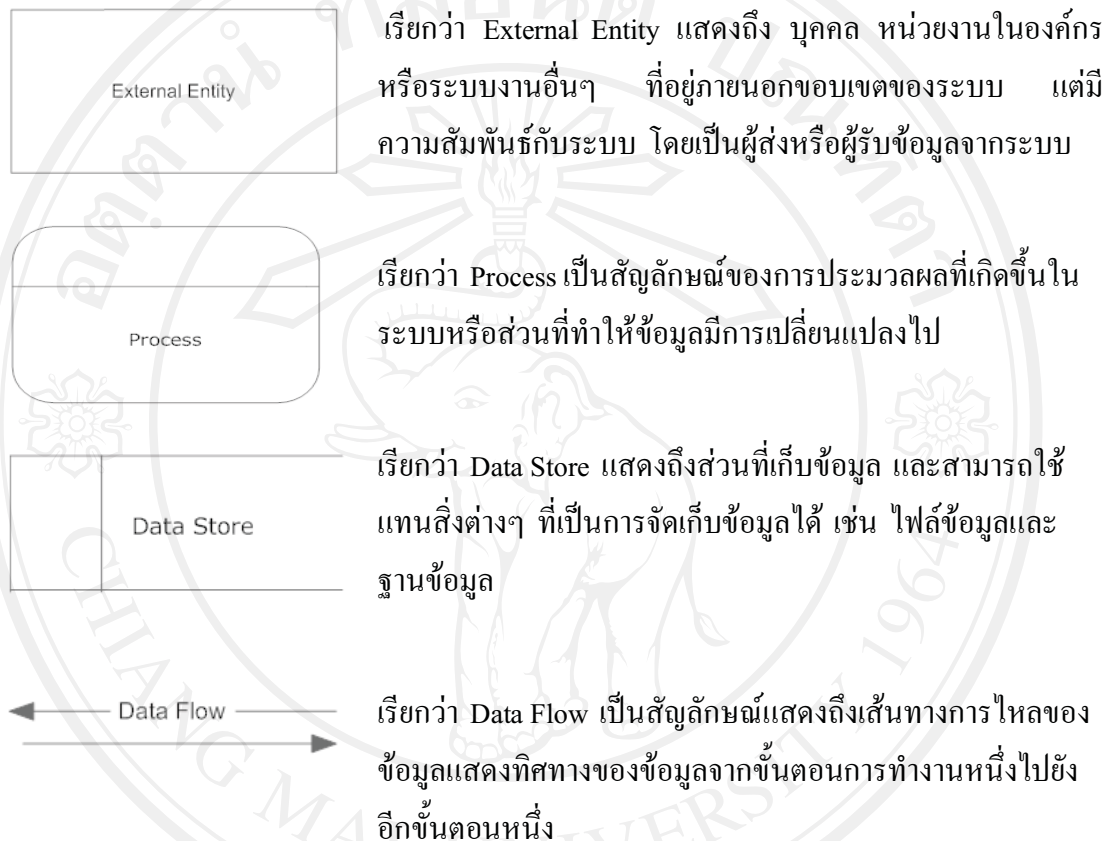 External Entity
เรียกว่า External Entity แสดงถึง บุคคล หน่วยงานในองค์กร
หรือระบบงานอื่นๆ ที่อยู่ภายนอกขอบเขตของระบบ แต่มี
ความสัมพันธ์กับระบบ โดยเป็นผู้ส่งหรือผู้รับข้อมูลจากระบบ
Process
เรียกว่า Process เป็นสัญลักษณ์ของการประมวลผลที่เกิดขึ้นใน
ระบบหรือส่วนที่ทำให้ข้อมูลมีการเปลี่ยนแปลงไป
Data Store
เรียกว่า Data Store แสดงถึงส่วนที่เก็บข้อมูล และสามารถใช้
แทนสิ่งต่างๆ ที่เป็นการจัดเก็บข้อมูลได้ เช่น ไฟล์ข้อมูลและ
ฐานข้อมูล
Data Flow
เรียกว่า Data Flow เป็นสัญลักษณ์แสดงถึงเส้นทางการไหลของ
ข้อมูลแสดงทิศทางของข้อมูลจากขั้นตอนการทำงานหนึ่งไปยัง
อีกขั้นตอนหนึ่ง
CHIANG MAI UNIVERSITY 1964